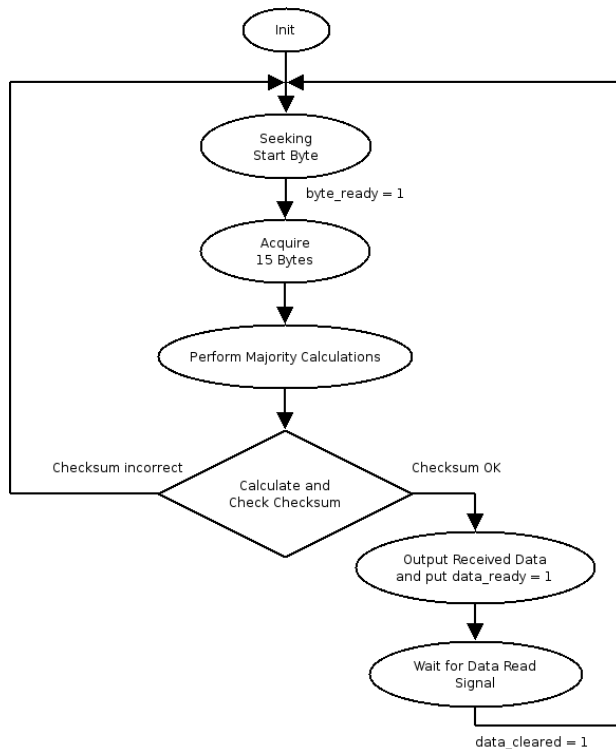 Init
Seeking
Start Byte
byte_ready = 1
Acquire
15 Bytes
Perform Majority Calculations
Checksum incorrect
Checksum OK
Calculate and
Check Checksum
Output Received Data
and put data_ready = 1
Wait for Data Read
Signal
data_cleared = 1